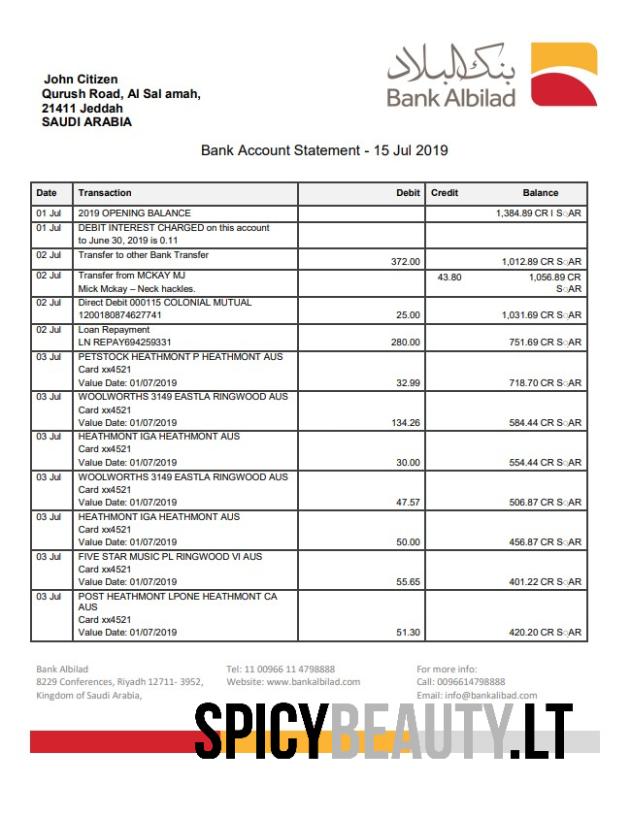 John Citizen
Qurush Road, Al Sal amah,
21411 Jeddah
SAUDI ARABIA
بنك البلاد
Bank Albilad
Bank Account Statement - 15 Jul 2019
Date Transaction Debit Credit Balance
01 Jul 2019 OPENING BALANCE 1,384.89 CR I S AR
01 Jul DEBIT INTEREST CHARGED on this account
to June 30, 2019 is 0.11
02 Jul Transfer to other Bank Transfer 372.00 1,012.89 CR S AR
02 Jul Transfer from MCKAY MJ 43.80 1,056.89 CR
Mick Mckay – Neck hackles. S AR
02 Jul Direct Debit 000115 COLONIAL MUTUAL
1200180874627741 25.00 1,031.69 CR S AR
02 Jul Loan Repayment
LN REPAY694259331 280.00 751.69 CR S AR
03 Jul PETSTOCK HEATHMONT P HEATHMONT AUS
Card xx4521
Value Date: 01/07/2019 32.99 718.70 CR S AR
03 Jul WOOLWORTHS 3149 EASTLA RINGWOOD AUS
Card xx4521
Value Date: 01/07/2019 134.26 584.44 CR S AR
03 Jul HEATHMONT IGA HEATHMONT AUS
Card xx4521
Value Date: 01/07/2019 30.00 554.44 CR S AR
03 Jul WOOLWORTHS 3149 EASTLA RINGWOOD AUS
Card xx4521
Value Date: 01/07/2019 47.57 506.87 CR S AR
03 Jul HEATHMONT IGA HEATHMONT AUS
Card xx4521
Value Date: 01/07/2019 50.00 456.87 CR S AR
03 Jul FIVE STAR MUSIC PL RINGWOOD VI AUS
Card xx4521
Value Date: 01/07/2019 55.65 401.22 CR S AR
03 Jul POST HEATHMONT LPONE HEATHMONT CA
AUS
Card xx4521
Value Date: 01/07/2019 51.30 420.20 CR S AR
Bank Albilad Tel: 11 00966 11 4798888 For more info:
8229 Conferences, Riyadh 12711- 3952, Website: www.bankalbilad.com Call: 0096614798888
Kingdom of Saudi Arabia, Email: info@bankalibad.com
SPICYBEAUTY.LT